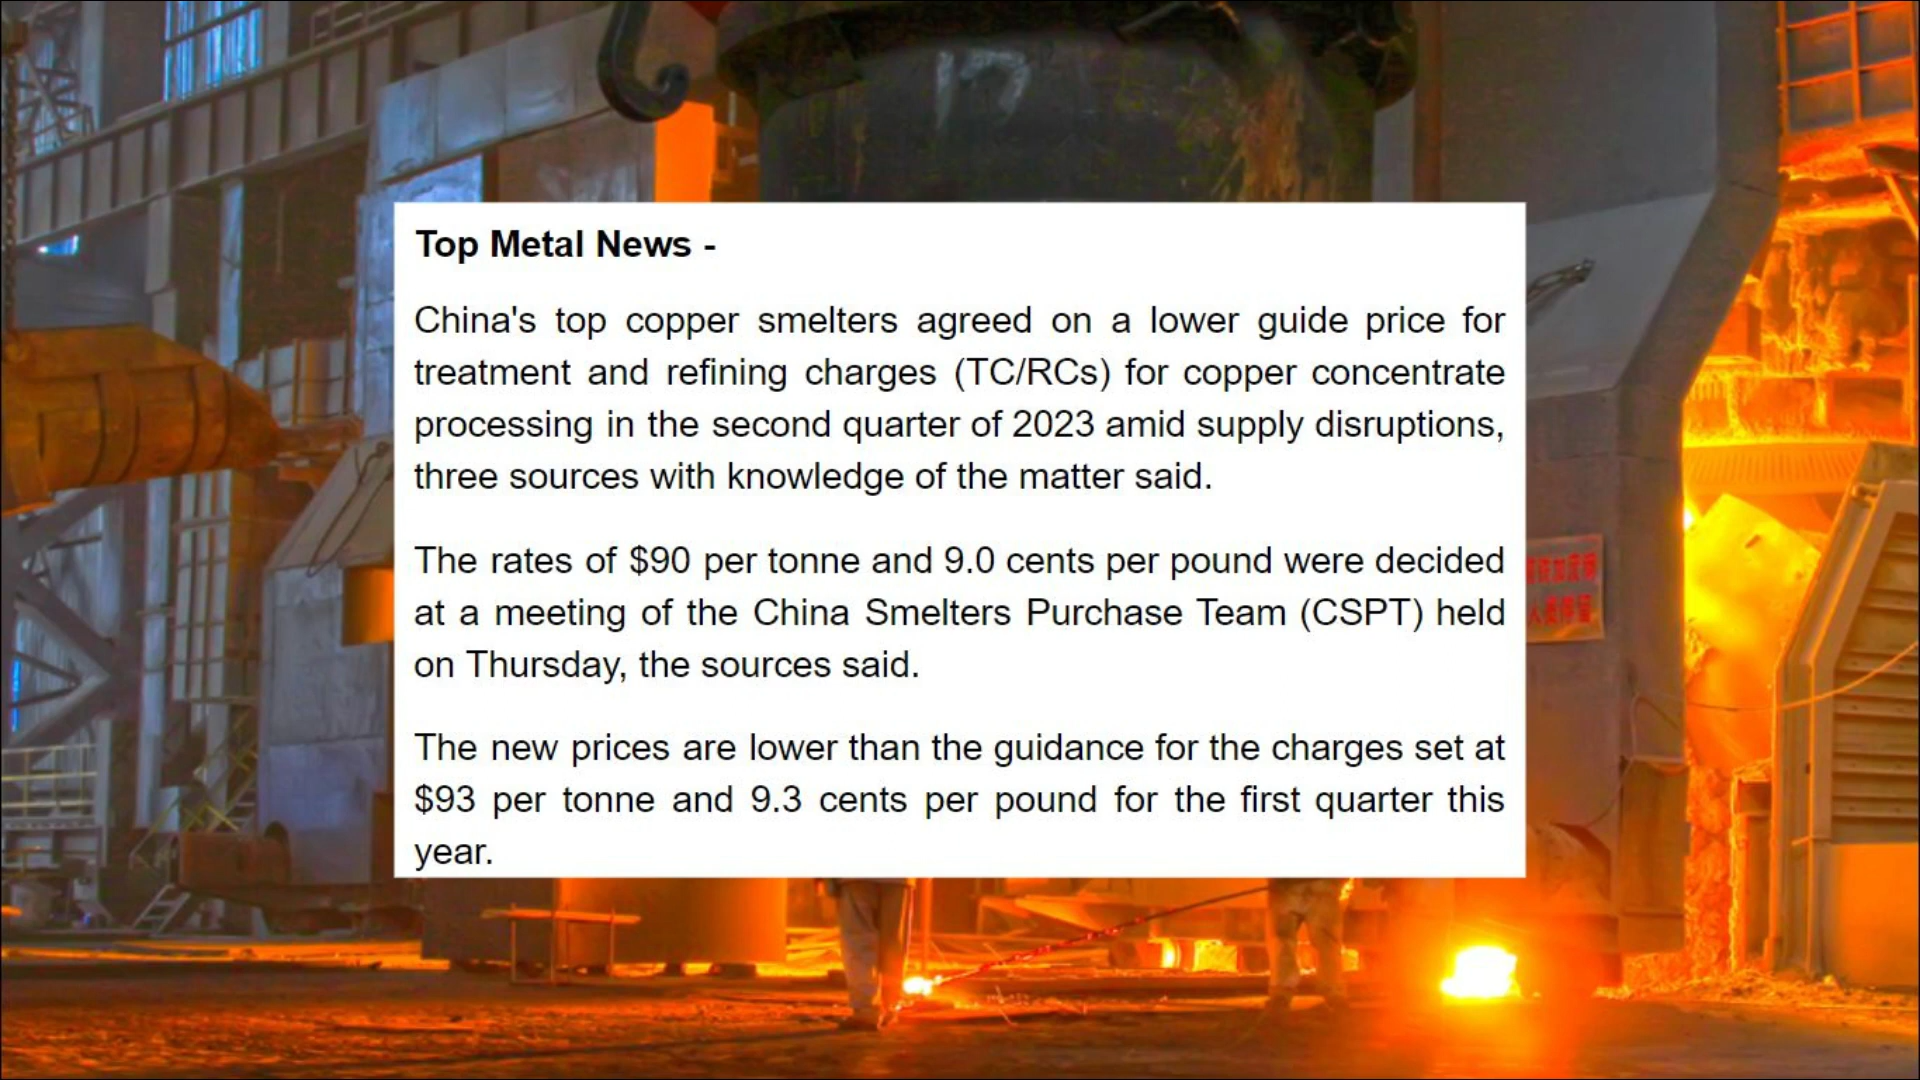 17
Top Metal News -
China's top copper smelters agreed on a lower guide price for
treatment and refining charges (TC/RCs) for copper concentrate
processing in the second quarter of 2023 amid supply disruptions,
three sources with knowledge of the matter said.
The rates of $90 per tonne and 9.0 cents per pound were decided
at a meeting of the China Smelters Purchase Team (CSPT) held
on Thursday, the sources said.
The new prices are lower than the guidance for the charges set at
$93 per tonne and 9.3 cents per pound for the first quarter this
year.